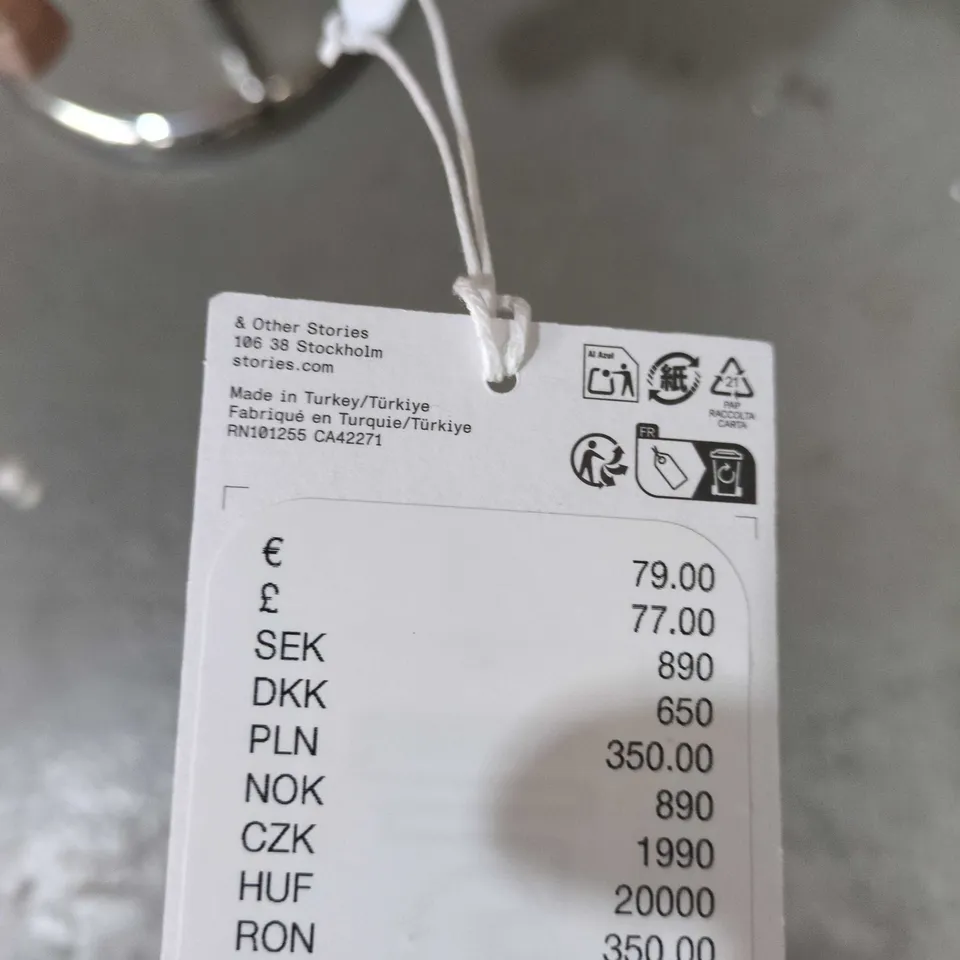 & Other Stories
106 38 Stockholm
stories.com
Made in Turkey/Türkiye
Fabriqué en Turquie/Türkiye
RN101255 CA42271
Al Azul
紙
21
PAP
RACCOLTA
CARTA
FR
€ 79.00
£ 77.00
SEK 890
DKK 650
PLN 350.00
NOK 890
CZK 1990
HUF 20000
RON 350.00